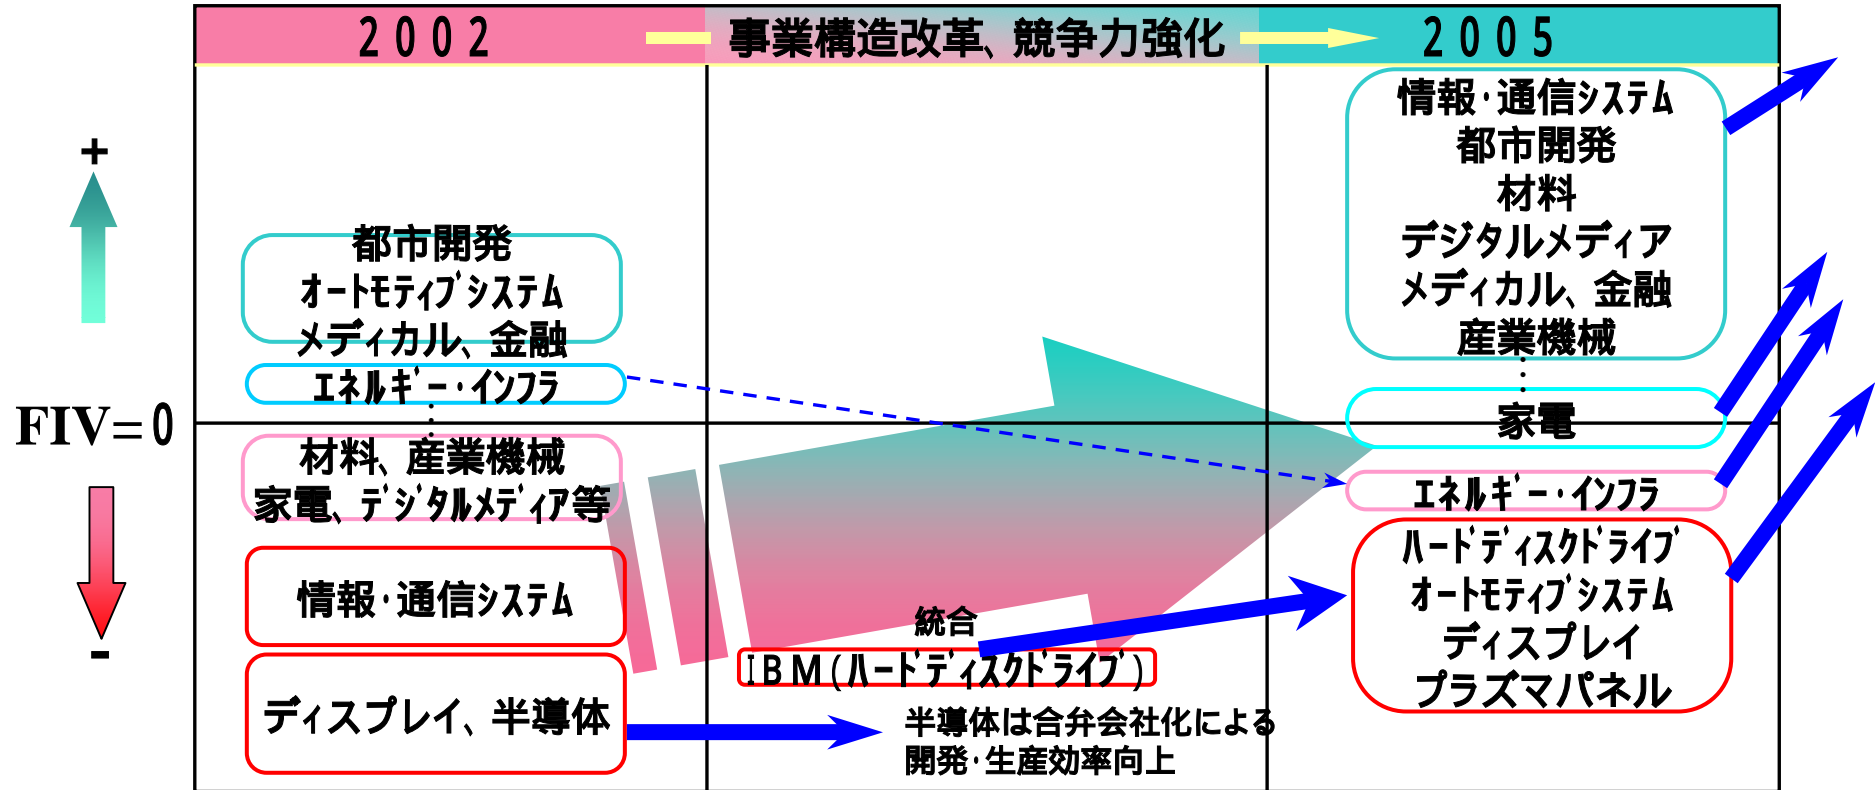 ２００２
事業構造改革、競争力強化
２００５
+
FIV=0
-
都市開発
ｵｰﾄﾓﾃｨﾌﾞｼｽﾃﾑ
メディカル、金融
ｴﾈﾙｷﾞｰ･ｲﾝﾌﾗ
材料、産業機械
家電、ﾃﾞｼﾞﾀﾙﾒﾃﾞｨｱ等
情報･通信ｼｽﾃﾑ
ディスプレイ、半導体
統合
ＩＢＭ(ﾊｰﾄﾞﾃﾞｨｽｸﾄﾞﾗｲﾌﾞ)
半導体は合弁会社化による
開発･生産効率向上
情報･通信ｼｽﾃﾑ
都市開発
材料
デジタルメディア
メディカル、金融
産業機械
家電
ｴﾈﾙｷﾞｰ･ｲﾝﾌﾗ
ﾊｰﾄﾞﾃﾞｨｽｸﾄﾞﾗｲﾌﾞ
ｵｰﾄﾓﾃｨﾌﾞｼｽﾃﾑ
ディスプレイ
プラズマパネル